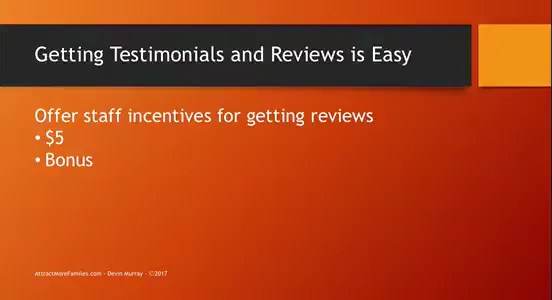 Getting Testimonials and Reviews is Easy
Offer staff incentives for getting reviews
• $5
• Bonus
AttractMoreFamilies.com - Devin Murray - ©2017